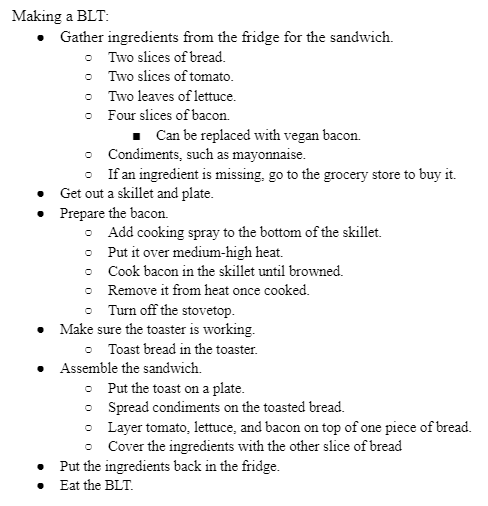 Making a BLT:
● Gather ingredients from the fridge for the sandwich.
○ Two slices of bread.
○ Two slices of tomato.
○ Two leaves of lettuce.
○ Four slices of bacon.
■ Can be replaced with vegan bacon.
○ Condiments, such as mayonnaise.
○ If an ingredient is missing, go to the grocery store to buy it.
● Get out a skillet and plate.
● Prepare the bacon.
○ Add cooking spray to the bottom of the skillet.
○ Put it over medium-high heat.
○ Cook bacon in the skillet until browned.
○ Remove it from heat once cooked.
○ Turn off the stovetop.
● Make sure the toaster is working.
○ Toast bread in the toaster.
● Assemble the sandwich.
○ Put the toast on a plate.
○ Spread condiments on the toasted bread.
○ Layer tomato, lettuce, and bacon on top of one piece of bread.
○ Cover the ingredients with the other slice of bread
● Put the ingredients back in the fridge.
● Eat the BLT.